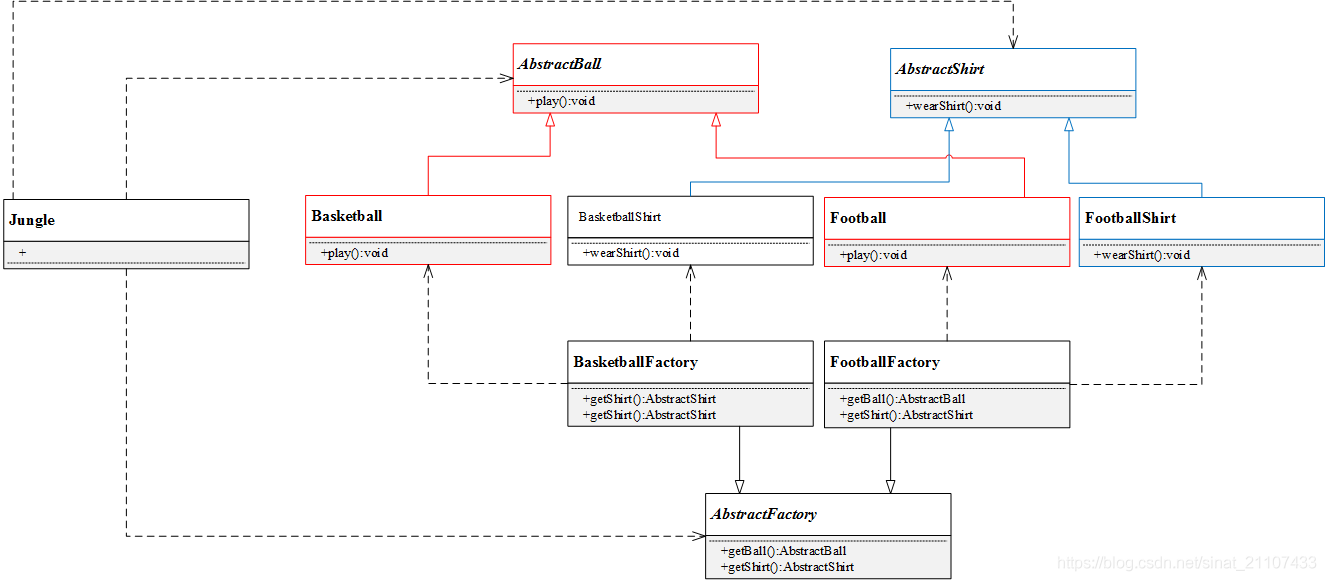 AbstractBall
+play():void
AbstractShirt
+wearShirt():void
Jungle
+
Basketball
+play():void
BasketballShirt
+wearShirt():void
Football
+play():void
FootballShirt
+wearShirt():void
BasketballFactory
+getShirt():AbstractShirt
+getShirt():AbstractShirt
FootballFactory
+getBall():AbstractBall
+getShirt():AbstractShirt
AbstractFactory
+getBall():AbstractBall
+getShirt():AbstractShirt
https://blog.csdn.net/sinat_21107433